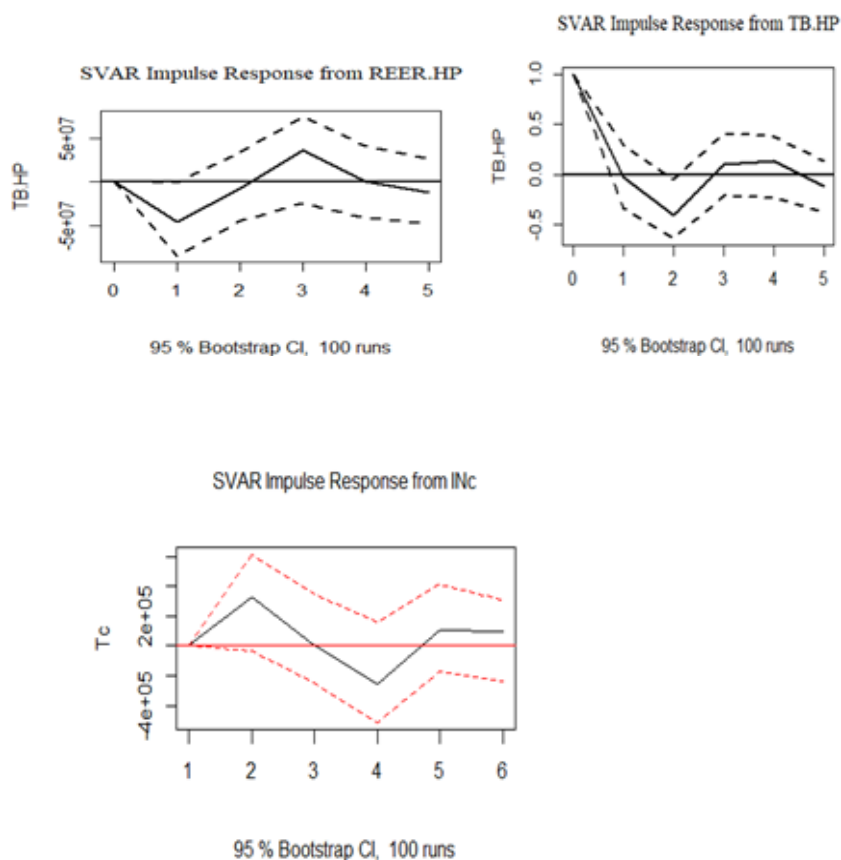 SVAR Impulse Response from REER.HP
TB.HP
5e+07
-5e+07
0 1 2 3 4 5
95 % Bootstrap CI, 100 runs
SVAR Impulse Response from TB.HP
TB.HP
1.0
0.5
0.0
-0.5
0 1 2 3 4 5
95 % Bootstrap CI, 100 runs
SVAR Impulse Response from INc
Tc
2e+05
-4e+05
1 2 3 4 5 6
95 % Bootstrap CI, 100 runs